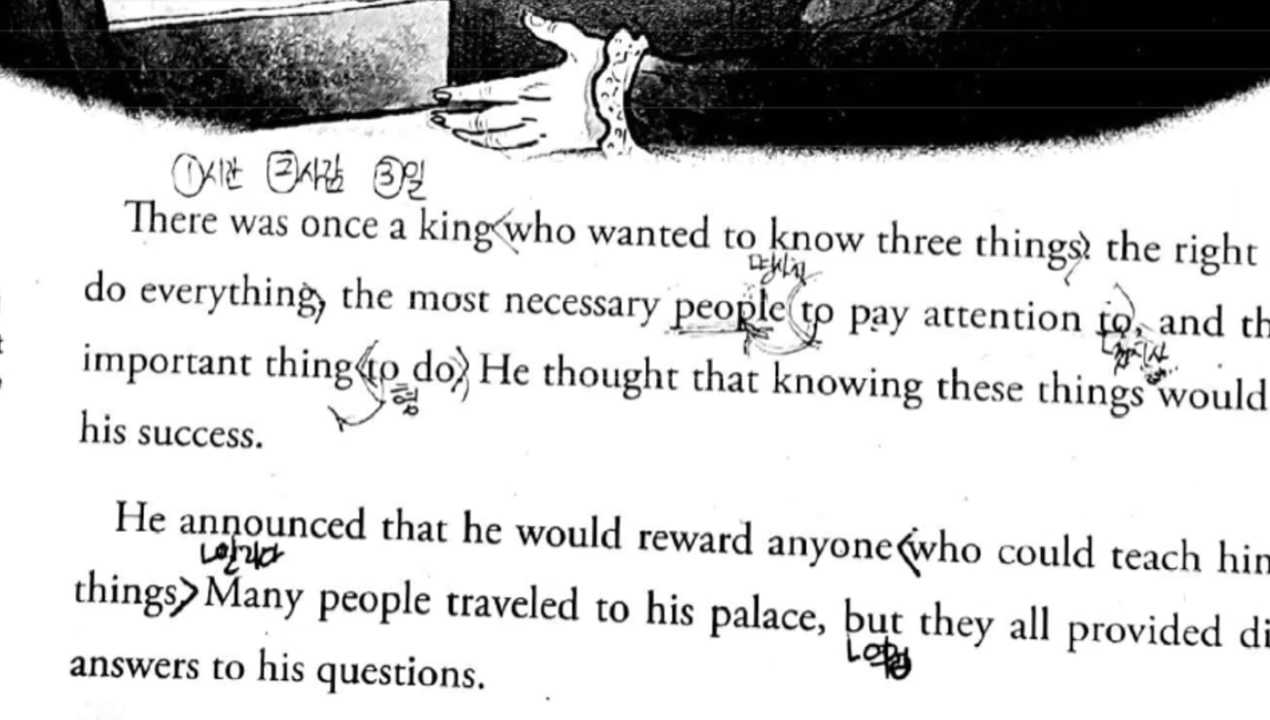 ①시간 ②사람 ③일
There was once a king who wanted to know three things: the right
do everything, the most necessary people to pay attention to, and th
important thing to do. He thought that knowing these things would
형
his success.
He announced that he would reward anyone who could teach him
things. Many people traveled to his palace, but they all provided di
answers to his questions.